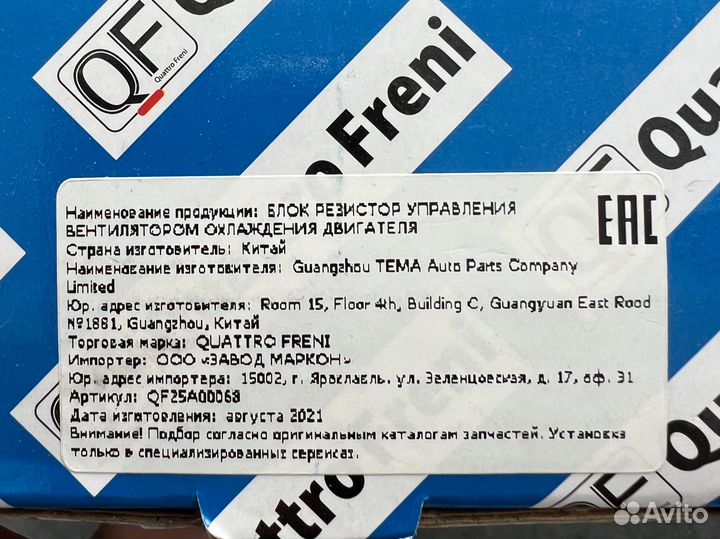 QF
Quattro Freni
Quattro Freni
Quattro Freni
QF
Наименование продукции: БЛОК РЕЗИСТОР УПРАВЛЕНИЯ
ВЕНТИЛЯТОРОМ ОХЛАЖДЕНИЯ ДВИГАТЕЛЯ
EAC
Страна изготовитель: Китай
Наименование изготовителя: Guangzhou TEMA Auto Parts Company
Limited
Юр. адрес изготовителя: Room 15, Floor 4th, Building C, Guangyuan East Road
№1881, Guangzhou, Китай
Торговая марка: QUATTRO FRENI
Импортер: ООО «ЗАВОД МАРКОН»
Юр. адрес импортера: 15002, г. Ярославль. ул. Зеленцовская, д. 17, оф. 31
Артикул: QF25A00068
Дата изготовления: августа 2021
Внимание! Подбор согласно оригинальным каталогам запчастей. Установка
только в специализированных сервисах.
QF
Avito